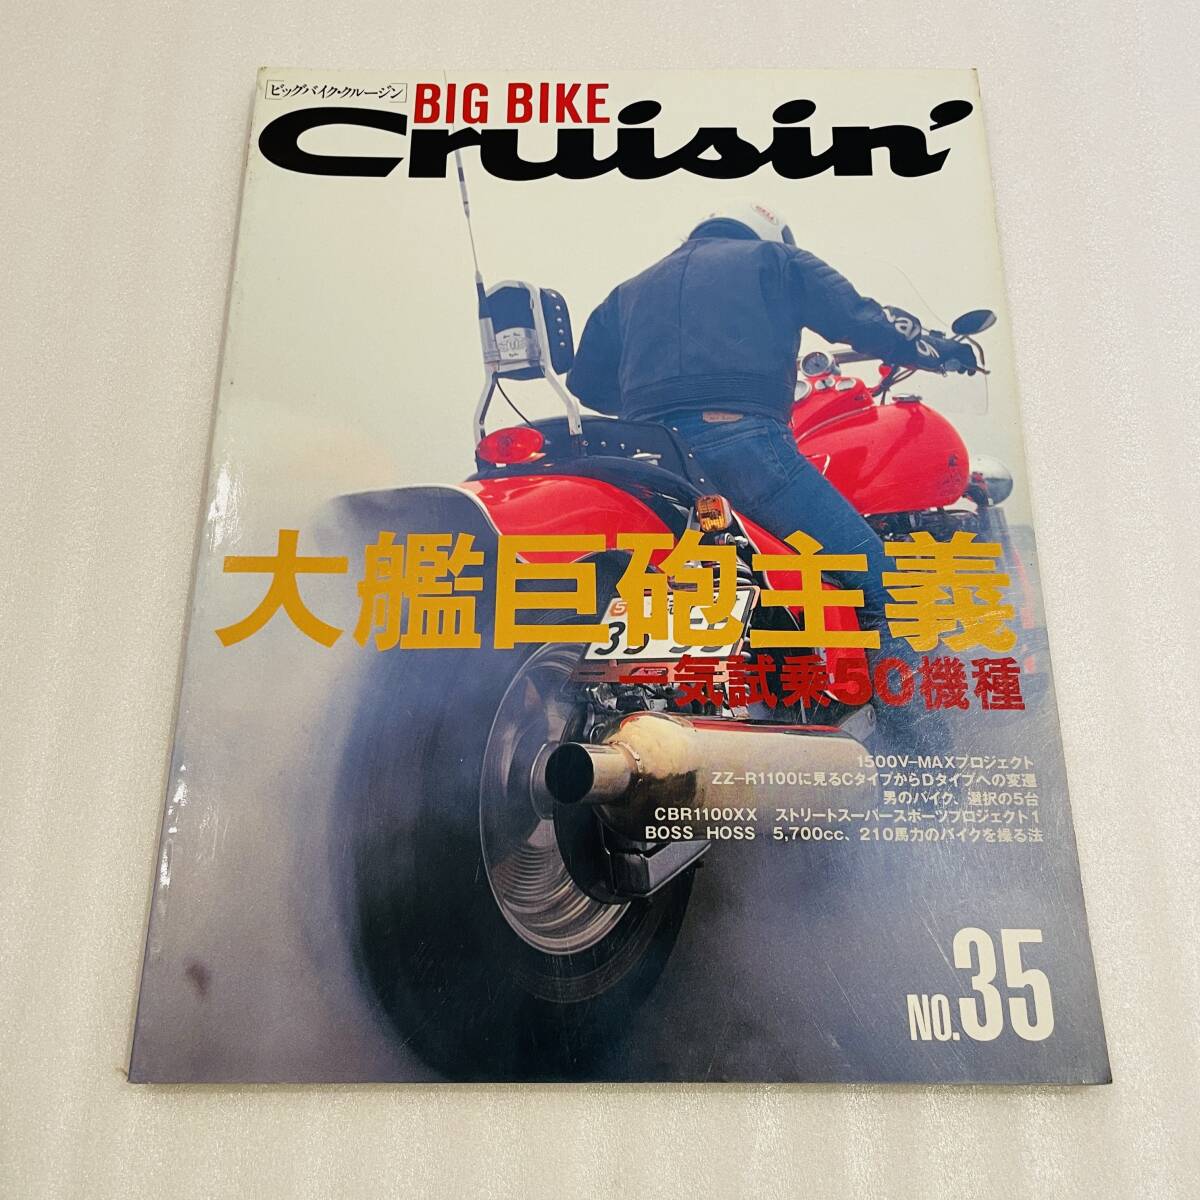 [ビッグバイク・クルージン]
BIG BIKE
Cruisin'
BELL
大艦巨砲主義
一気試乗50機種
1500V-MAXプロジェクト
ZZ-R1100に見るCタイプからDタイプへの変遷
男のバイク、選択の5台
CBR1100XX ストリートスーパースポーツプロジェクト1
BOSS HOSS 5,700cc、210馬力のバイクを操る法
NO.35